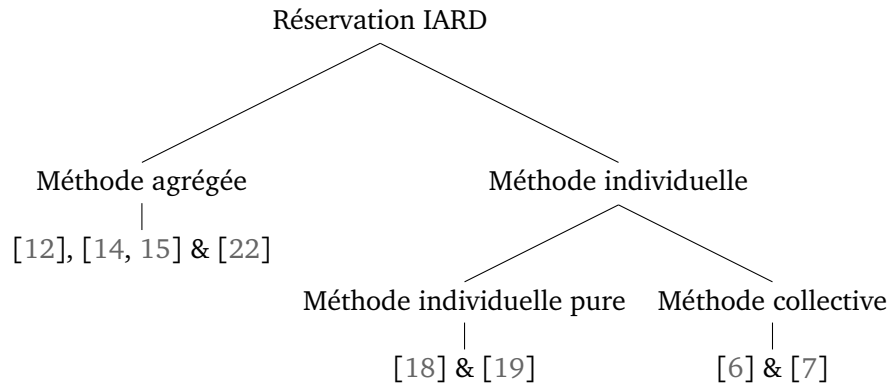 Réservation IARD
Méthode agrégée
Méthode individuelle
[12], [14, 15] & [22]
Méthode individuelle pure
Méthode collective
[18] & [19]
[6] & [7]